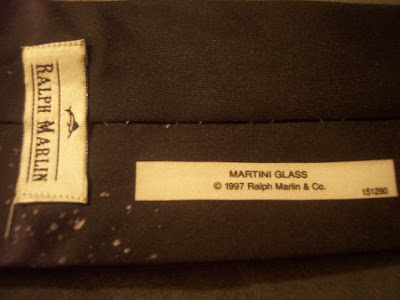 RALPH MARLIN
MARTINI GLASS
© 1997 Ralph Marlin & Co.
151290